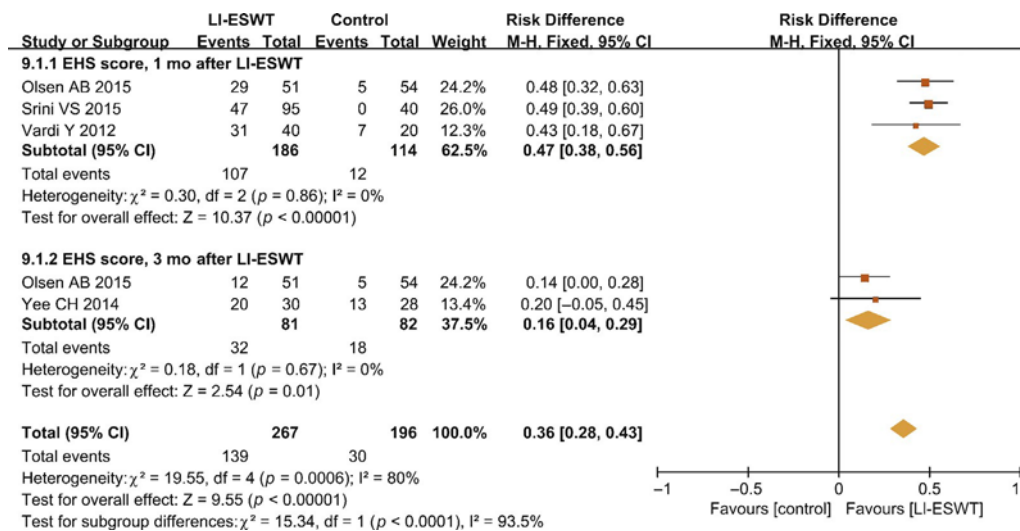 LI-ESWT Control Risk Difference Risk Difference
Study or Subgroup Events Total Events Total Weight M-H, Fixed, 95% CI M-H, Fixed, 95% CI
9.1.1 EHS score, 1 mo after LI-ESWT
Olsen AB 2015 29 51 5 54 24.2% 0.48 [0.32, 0.63]
Srini VS 2015 47 95 0 40 26.0% 0.49 [0.39, 0.60]
Vardi Y 2012 31 40 7 20 12.3% 0.43 [0.18, 0.67]
Subtotal (95% CI) 186 114 62.5% 0.47 [0.38, 0.56]
Total events 107 12
Heterogeneity: χ² = 0.30, df = 2 (p = 0.86); I² = 0%
Test for overall effect: Z = 10.37 (p < 0.00001)
9.1.2 EHS score, 3 mo after LI-ESWT
Olsen AB 2015 12 51 5 54 24.2% 0.14 [0.00, 0.28]
Yee CH 2014 20 30 13 28 13.4% 0.20 [−0.05, 0.45]
Subtotal (95% CI) 81 82 37.5% 0.16 [0.04, 0.29]
Total events 32 18
Heterogeneity: χ² = 0.18, df = 1 (p = 0.67); I² = 0%
Test for overall effect: Z = 2.54 (p = 0.01)
Total (95% CI) 267 196 100.0% 0.36 [0.28, 0.43]
Total events 139 30
Heterogeneity: χ² = 19.55, df = 4 (p = 0.0006); I² = 80%
Test for overall effect: Z = 9.55 (p < 0.00001)
Test for subgroup differences: χ² = 15.34, df = 1 (p < 0.0001), I² = 93.5%
−1 −0.5 0 0.5 1
Favours [control] Favours [LI-ESWT]